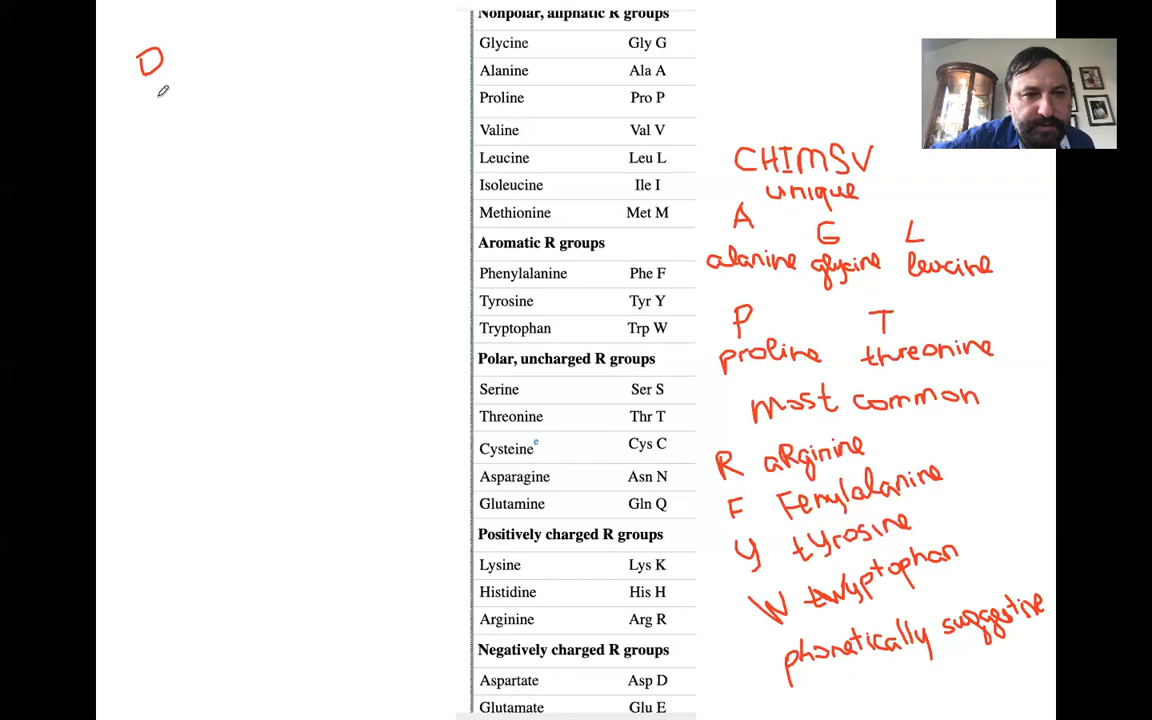 D
Nonpolar, aliphatic R groups
Glycine Gly G
Alanine Ala A
Proline Pro P
Valine Val V
Leucine Leu L
Isoleucine Ile I
Methionine Met M
Aromatic R groups
Phenylalanine Phe F
Tyrosine Tyr Y
Tryptophan Trp W
Polar, uncharged R groups
Serine Ser S
Threonine Thr T
Cysteine e Cys C
Asparagine Asn N
Glutamine Gln Q
Positively charged R groups
Lysine Lys K
Histidine His H
Arginine Arg R
Negatively charged R groups
Aspartate Asp D
Glutamate Glu E
CHIMSV
unique
A G L
alanine glycine leucine
P T
proline threonine
most common
R aRginine
F Fenylalanine
Y tYrosine
W tWyptophan
phonetically suggestive